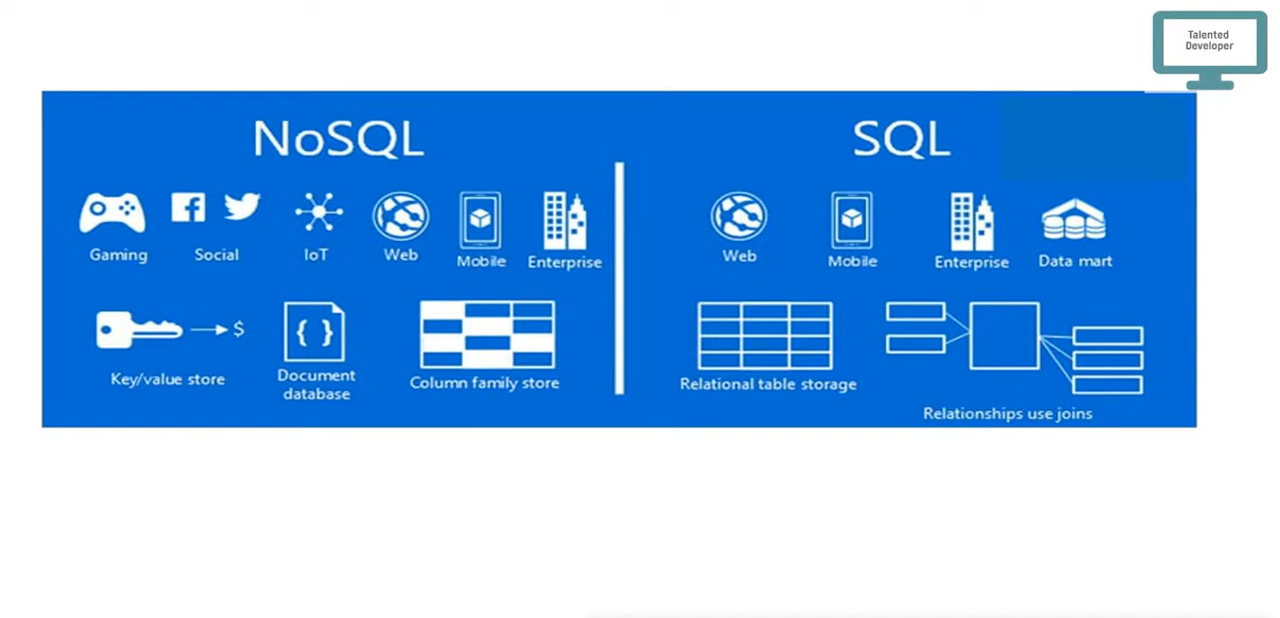 Talented
Developer
NoSQL
SQL
Gaming
Social
IoT
Web
Mobile
Enterprise
Web
Mobile
Enterprise
Data mart
{ }
$
Key/value store
Document
database
Column family store
Relational table storage
Relationships use joins